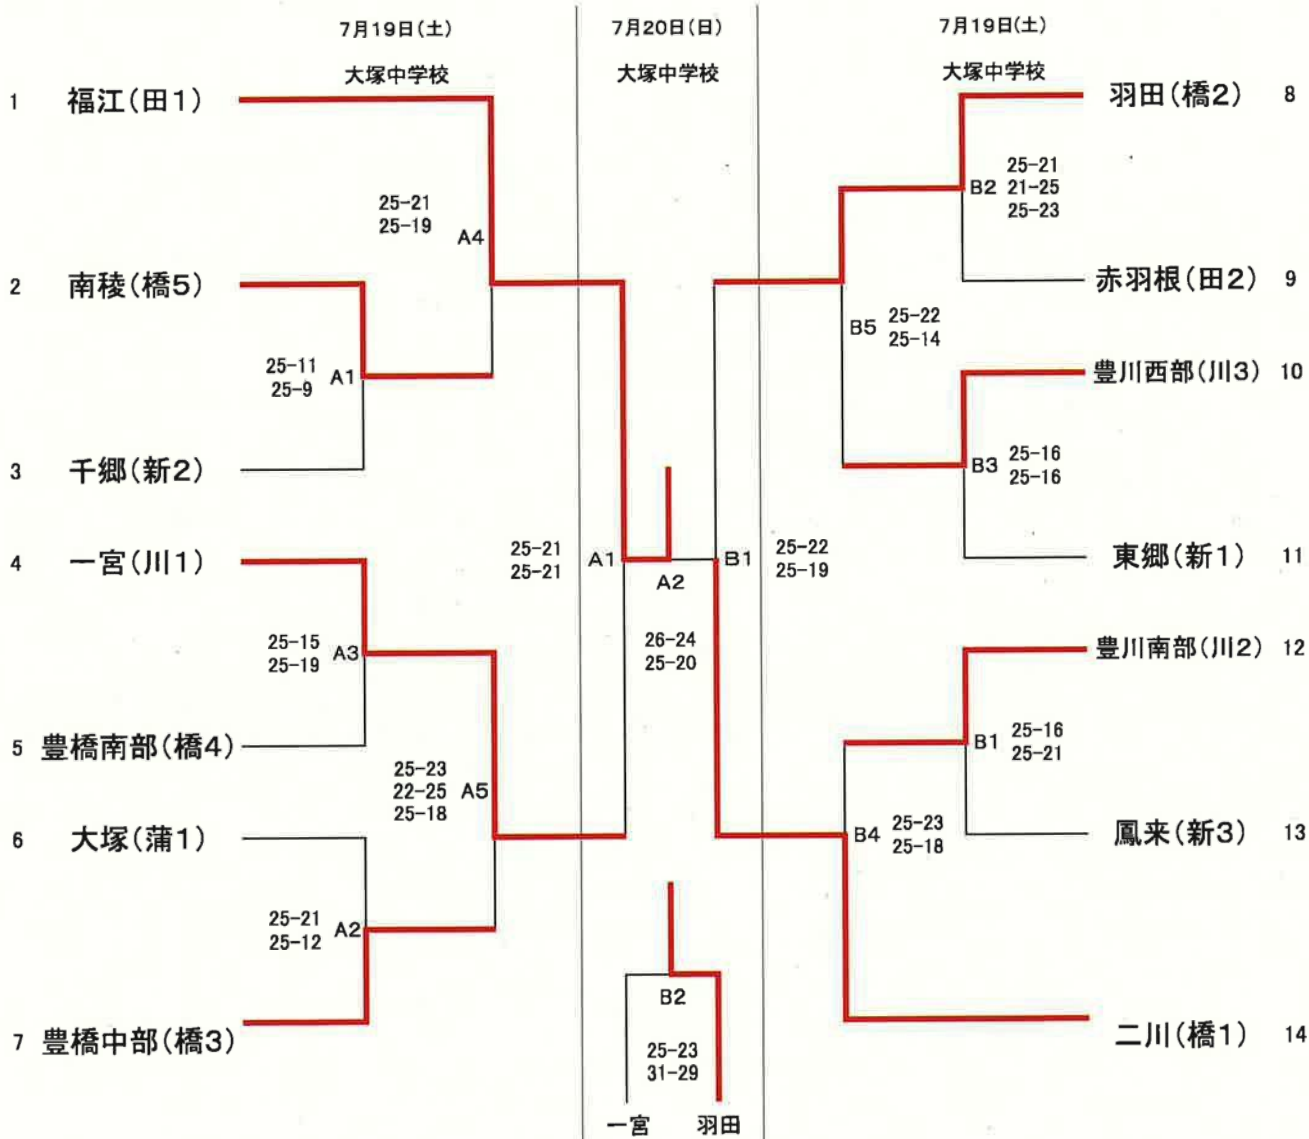 7月19日(土)
大塚中学校
7月20日(日)
大塚中学校
7月19日(土)
大塚中学校
1 福江(田1)
2 南稜(橋5)
3 千郷(新2)
4 一宮(川1)
5 豊橋南部(橋4)
6 大塚(蒲1)
7 豊橋中部(橋3)
25-21
25-19
A4
25-11
25-9
A1
25-15
25-19
A3
25-23
22-25
25-18
A5
25-21
25-12
A2
25-21
25-21
A1
A2
26-24
25-20
B1
25-22
25-19
B2
25-23
31-29
一宮 羽田
羽田(橋2) 8
赤羽根(田2) 9
豊川西部(川3) 10
東郷(新1) 11
豊川南部(川2) 12
鳳来(新3) 13
二川(橋1) 14
B2
25-21
21-25
25-23
B5
25-22
25-14
B3
25-16
25-16
B1
25-16
25-21
B4
25-23
25-18